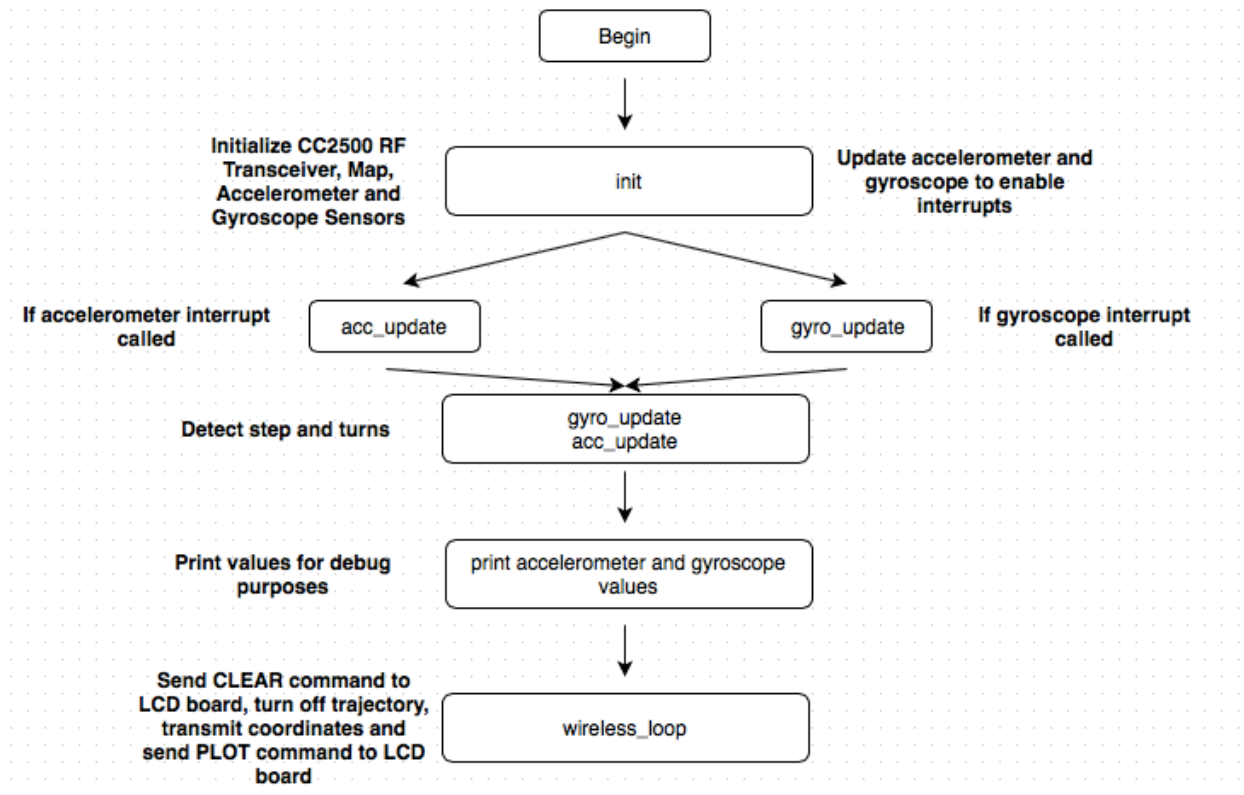 Begin
Initialize CC2500 RF
Transceiver, Map,
Accelerometer and
Gyroscope Sensors
init
Update accelerometer and
gyroscope to enable
interrupts
If accelerometer interrupt
called
acc_update
gyro_update
If gyroscope interrupt
called
Detect step and turns
gyro_update
acc_update
Print values for debug
purposes
print accelerometer and gyroscope
values
Send CLEAR command to
LCD board, turn off trajectory,
transmit coordinates and
send PLOT command to LCD
board
wireless_loop